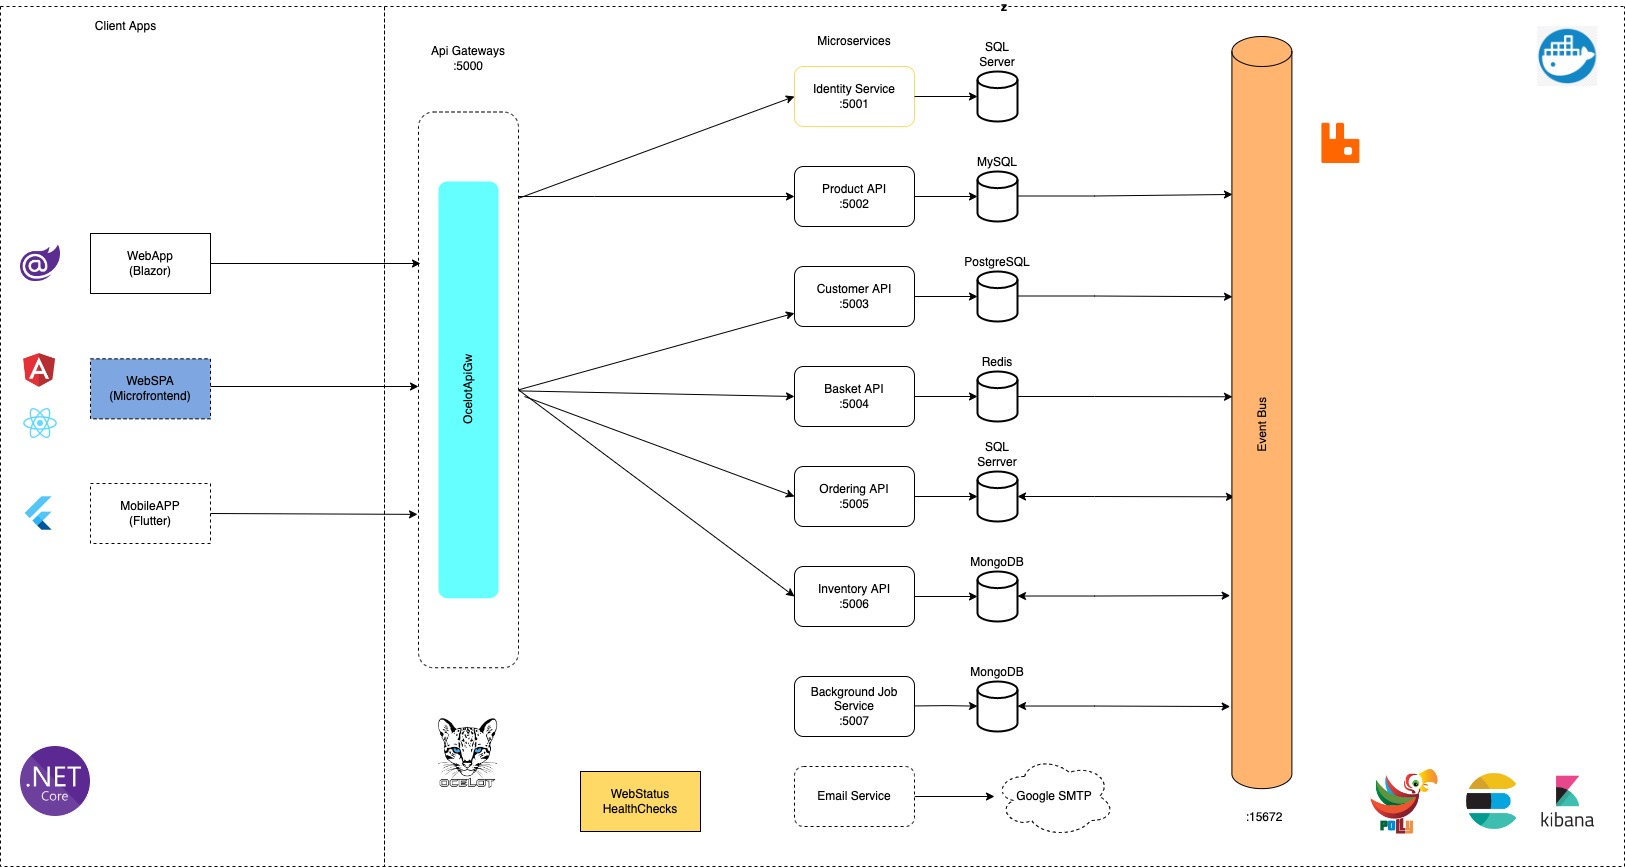 z
Client Apps
Api Gateways
:5000
Microservices
SQL
Server
Identity Service
:5001
MySQL
Product API
:5002
WebApp
(Blazor)
PostgreSQL
Customer API
:5003
OcelotApiGw
WebSPA
(Microfrontend)
Redis
Basket API
:5004
Event Bus
SQL
Serrver
Ordering API
:5005
MobileAPP
(Flutter)
MongoDB
Inventory API
:5006
MongoDB
Background Job
Service
:5007
OCELOT
.NET
Core
WebStatus
HealthChecks
Email Service
Google SMTP
:15672
POLLY
kibana